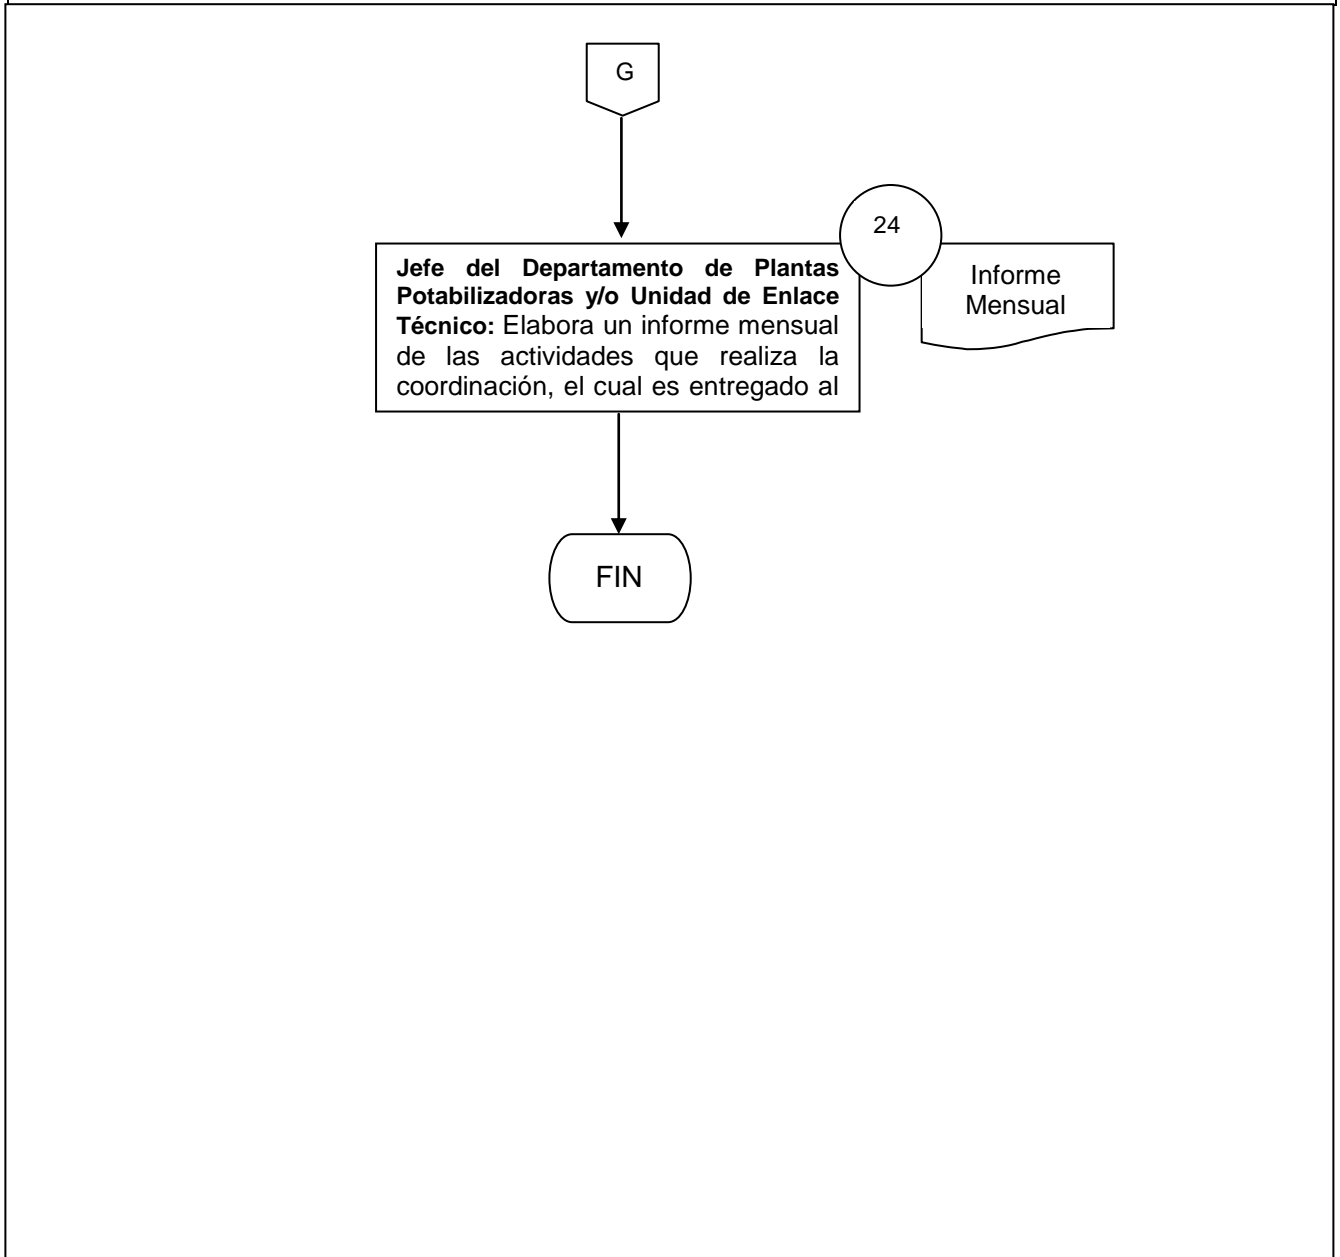 G
24
Jefe del Departamento de Plantas
Potabilizadoras y/o Unidad de Enlace
Técnico: Elabora un informe mensual
de las actividades que realiza la
coordinación, el cual es entregado al
Informe
Mensual
FIN